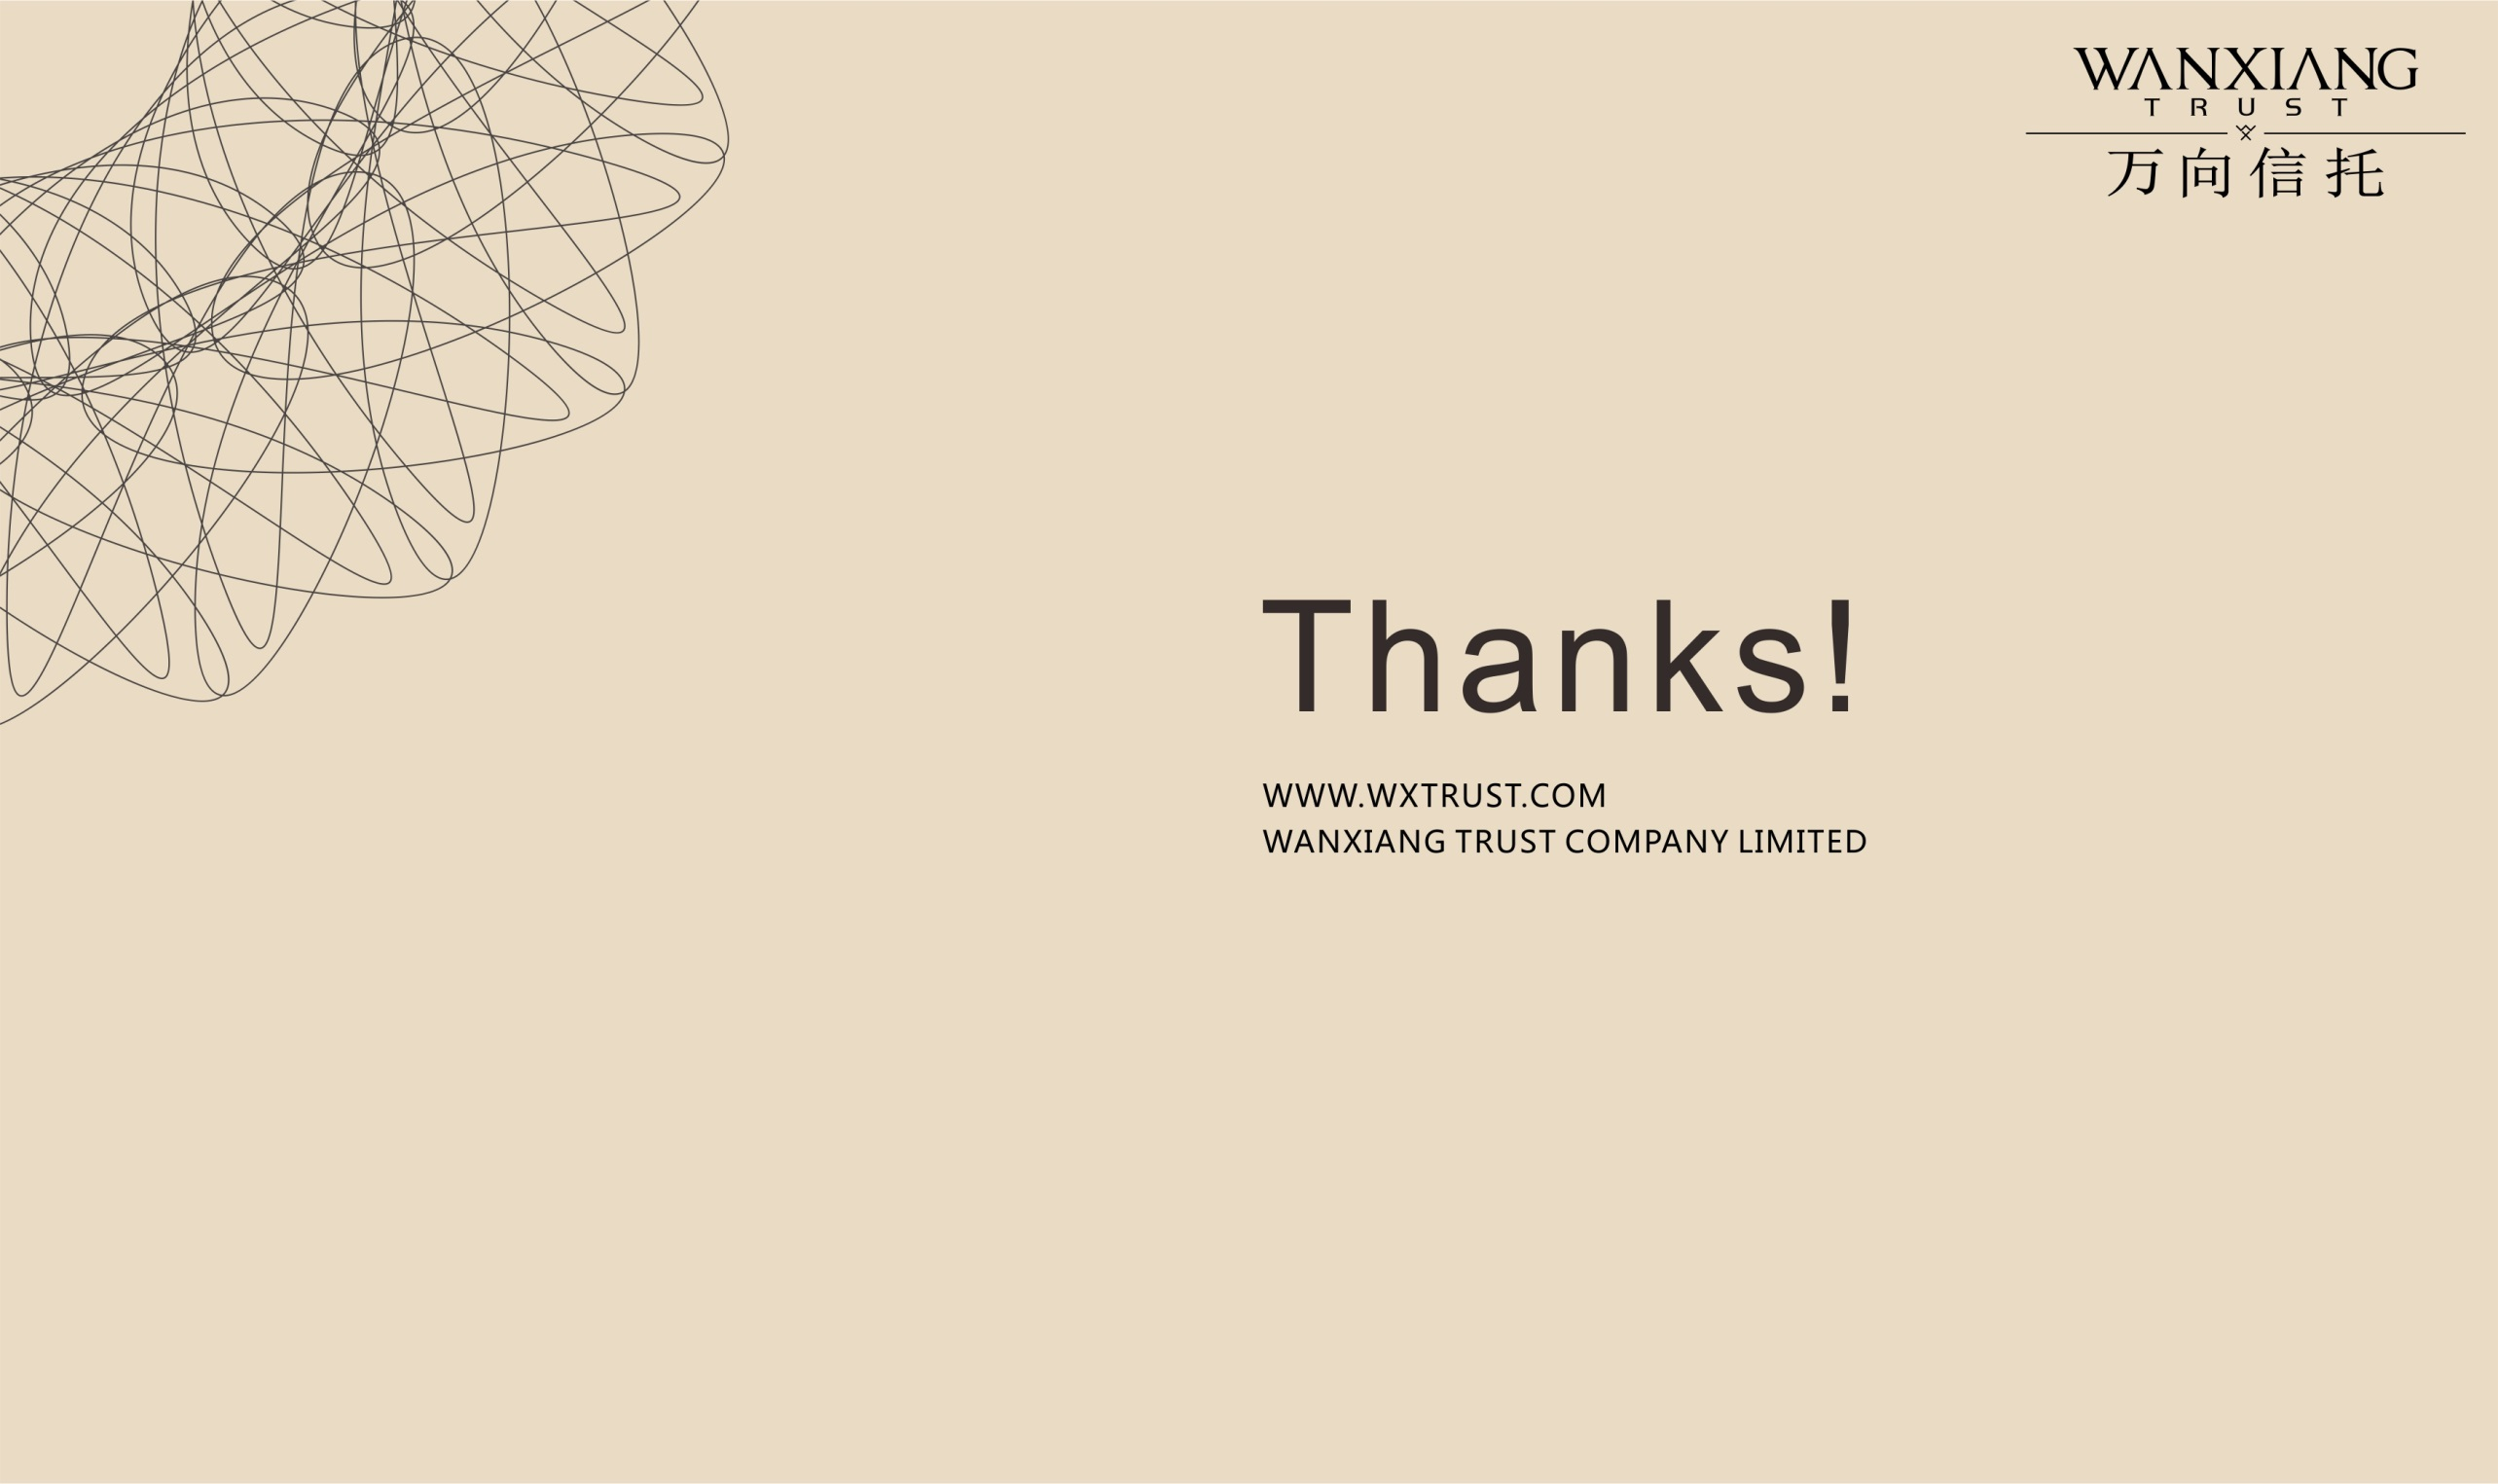 WANXIANG
TRUST
万向信托
Thanks!
WWW.WXTRUST.COM
WANXIANG TRUST COMPANY LIMITED